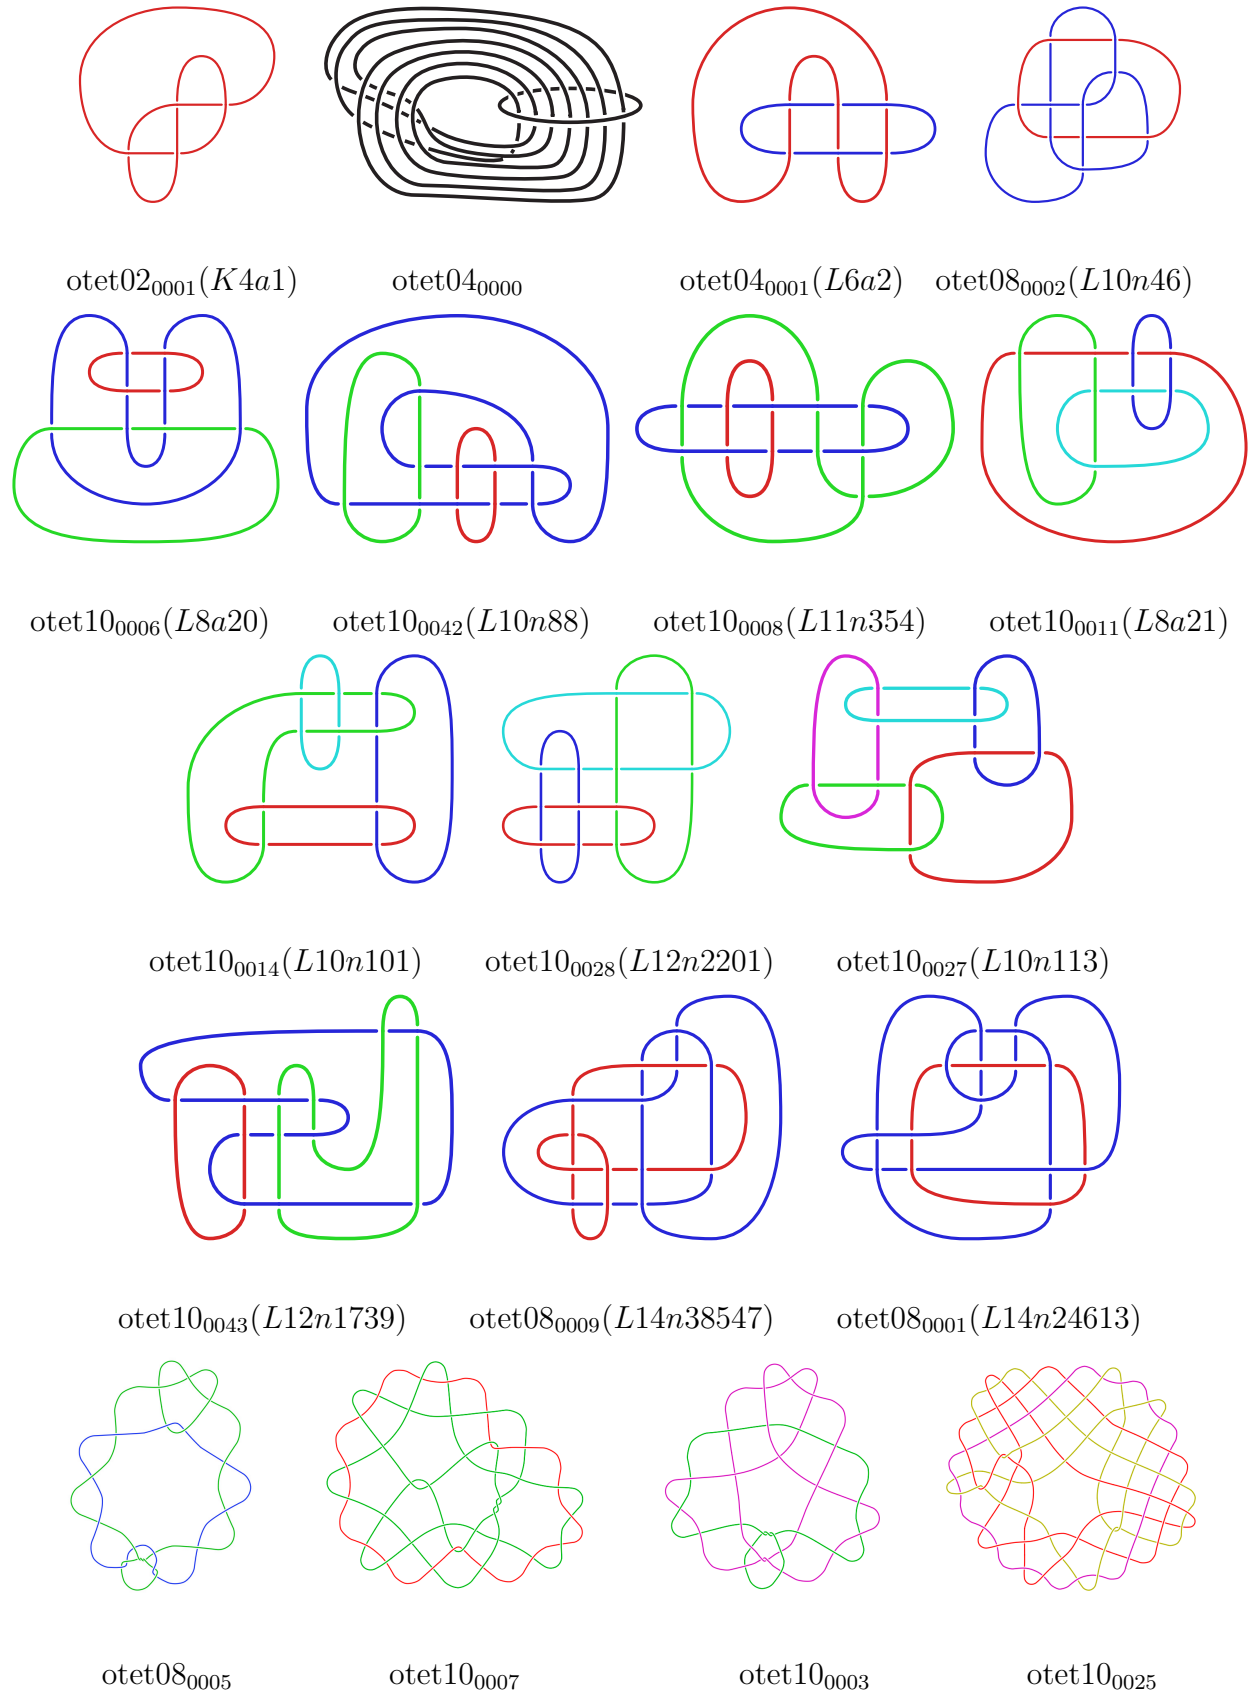 otet02₀₀₀₁(K4a1) otet04₀₀₀₀ otet04₀₀₀₁(L6a2) otet08₀₀₀₂(L10n46)
otet10₀₀₀₆(L8a20) otet10₀₀₄₂(L10n88) otet10₀₀₀₈(L11n354) otet10₀₀₁₁(L8a21)
otet10₀₀₁₄(L10n101) otet10₀₀₂₈(L12n2201) otet10₀₀₂₇(L10n113)
otet10₀₀₄₃(L12n1739) otet08₀₀₀₉(L14n38547) otet08₀₀₀₁(L14n24613)
otet08₀₀₀₅ otet10₀₀₀₇ otet10₀₀₀₃ otet10₀₀₂₅